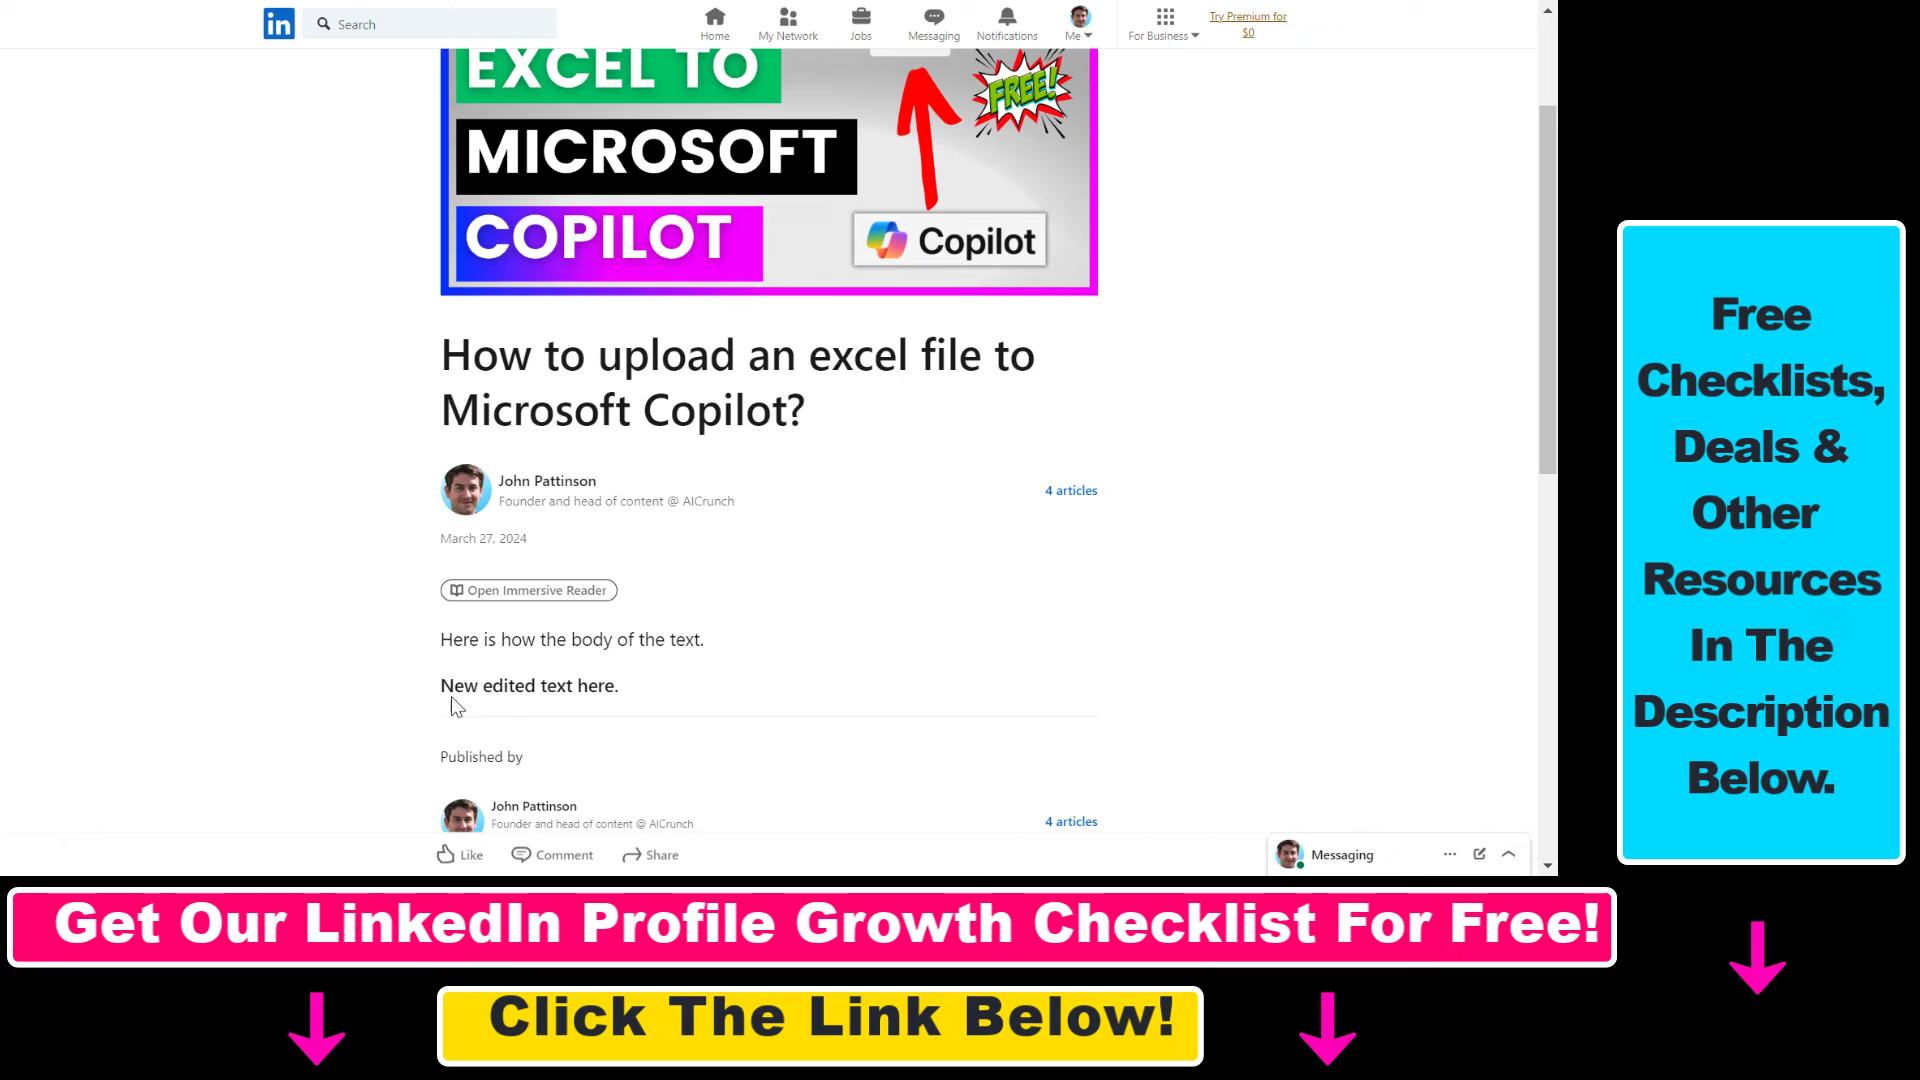 in
Search
Home
My Network
Jobs
Messaging
Notifications
Me
For Business
Try Premium for
$0
EXCEL TO
MICROSOFT
COPILOT
FREE!
Copilot
How to upload an excel file to
Microsoft Copilot?
John Pattinson
Founder and head of content @ AICrunch
4 articles
March 27, 2024
Open Immersive Reader
Here is how the body of the text.
New edited text here.
Published by
John Pattinson
Founder and head of content @ AICrunch
4 articles
Like
Comment
Share
Messaging
Free
Checklists,
Deals &
Other
Resources
In The
Description
Below.
Get Our LinkedIn Profile Growth Checklist For Free!
Click The Link Below!